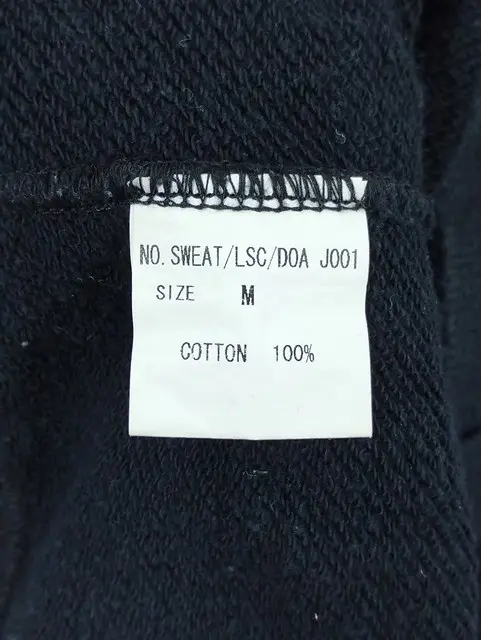 NO. SWEAT/LSC/DOA J001
SIZE M
COTTON 100%